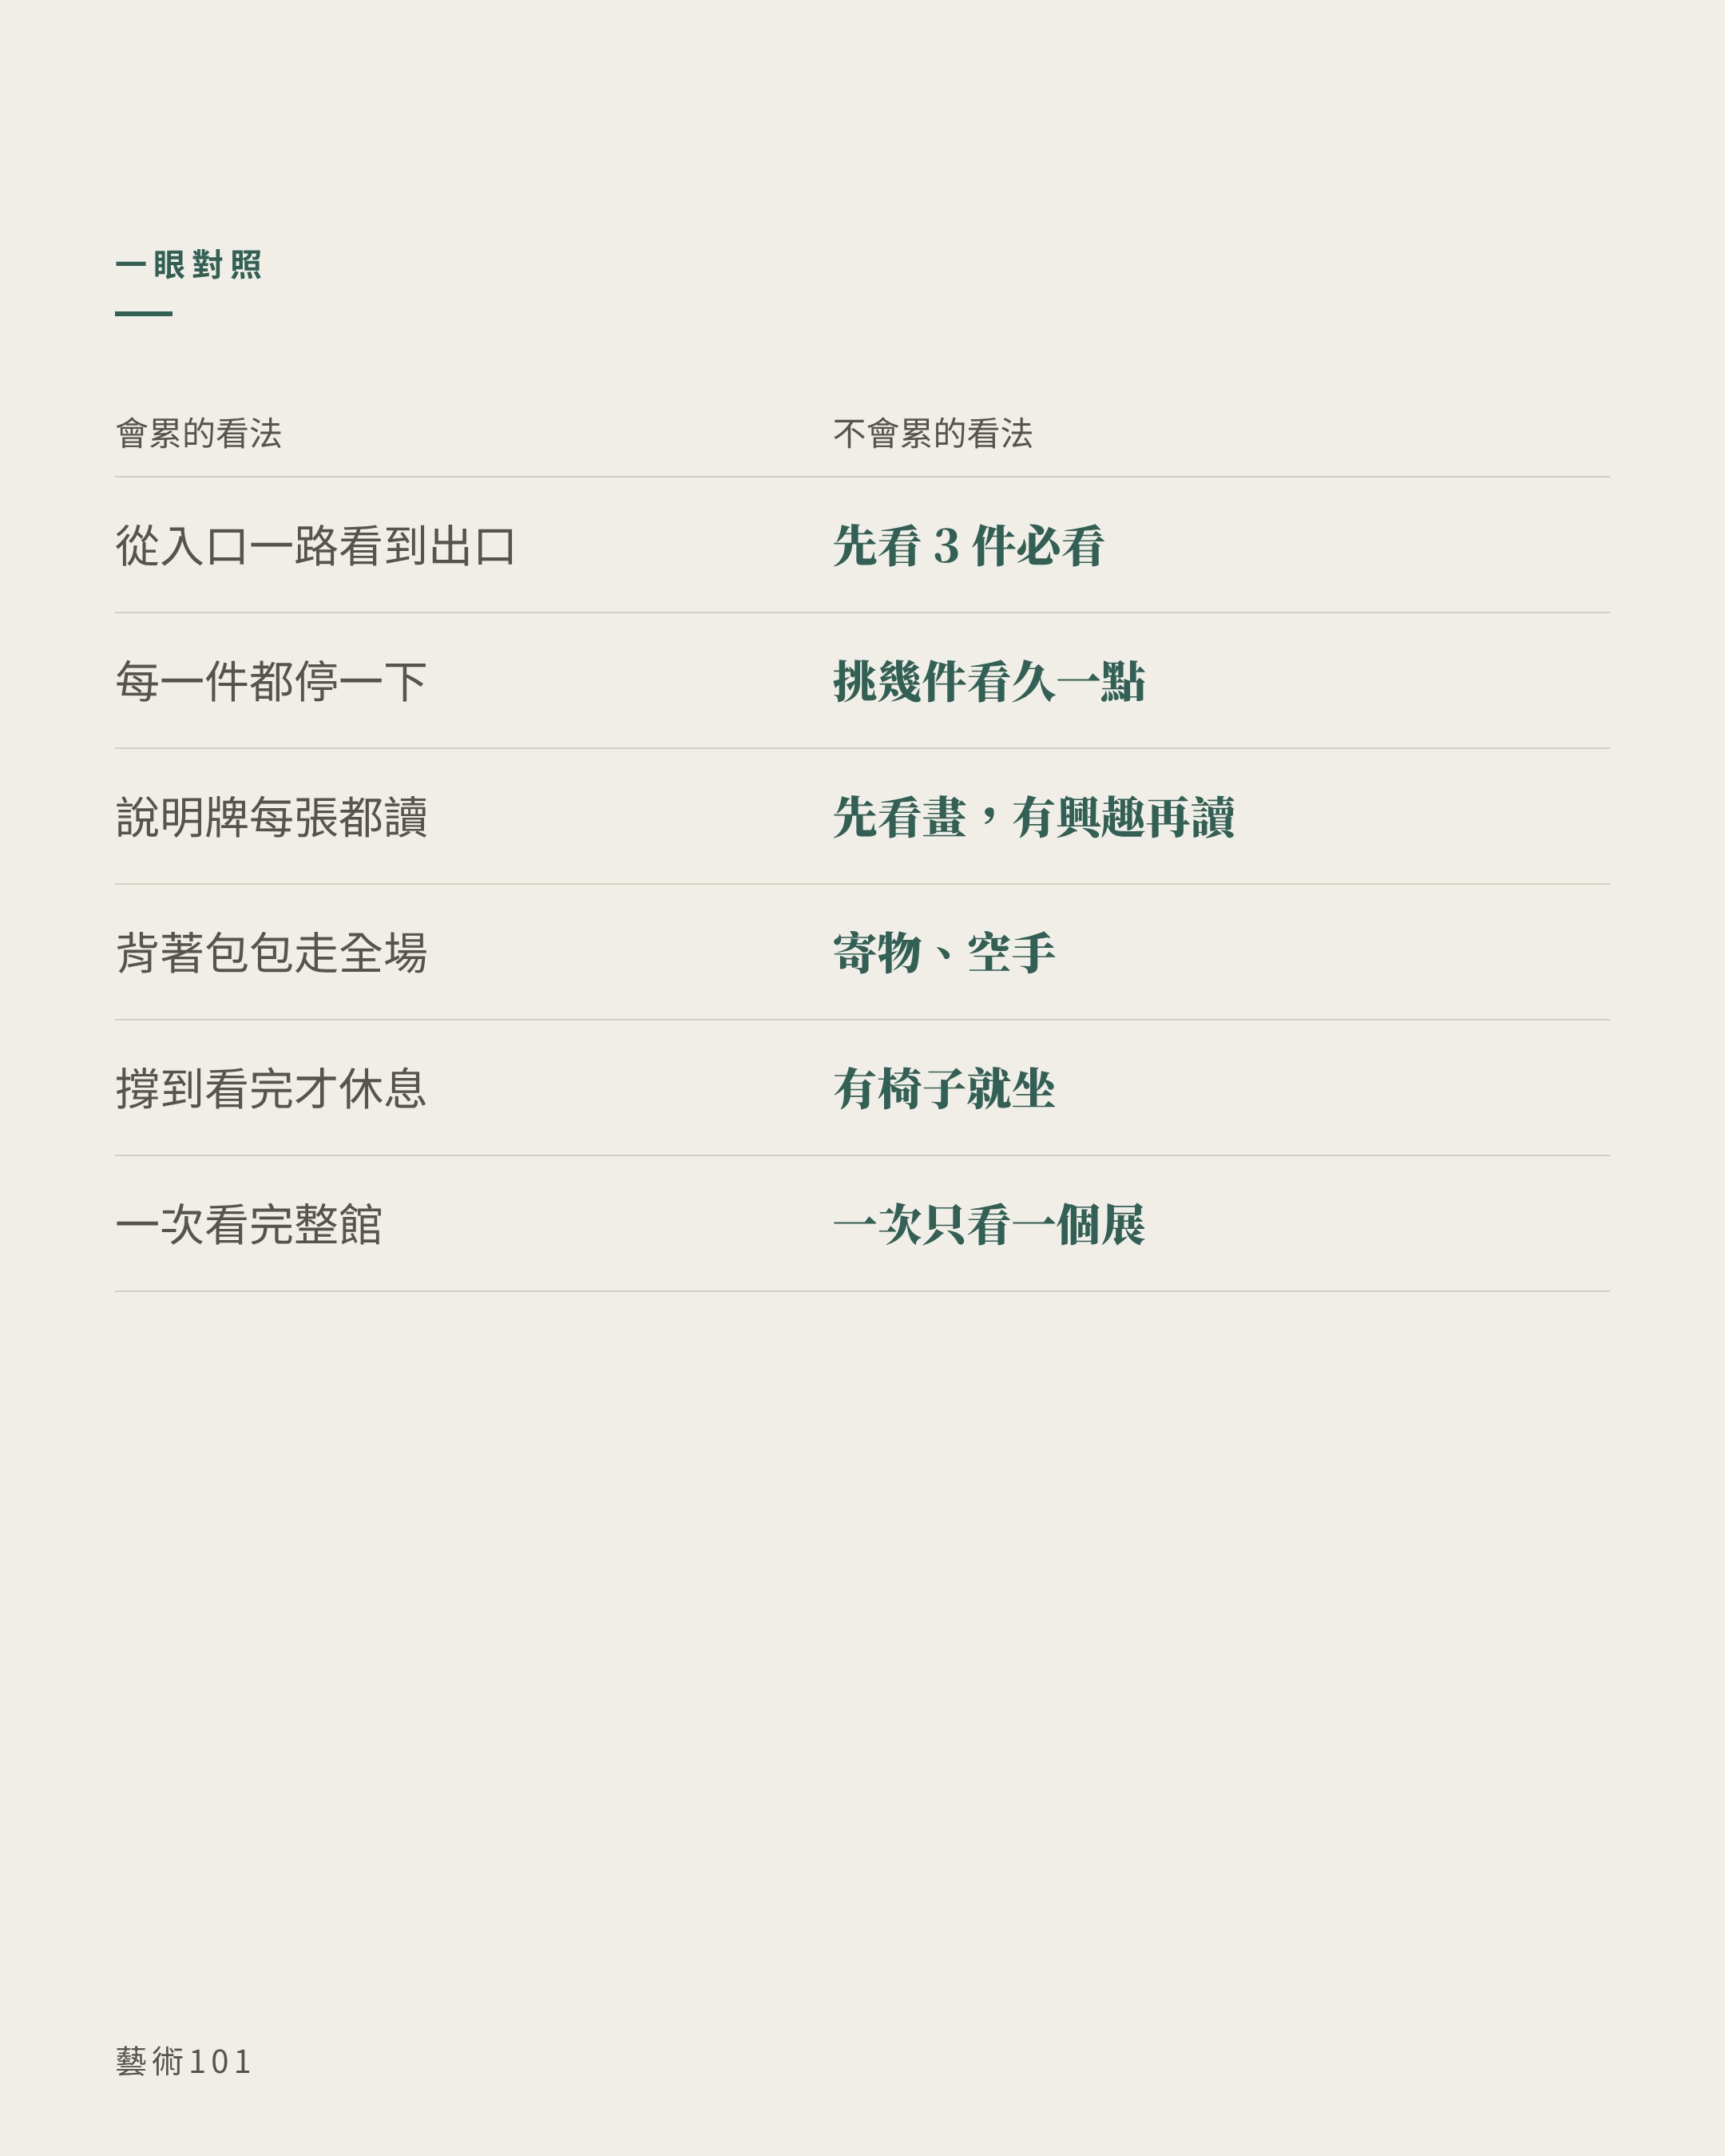 一眼對照
會累的看法 不會累的看法
從入口一路看到出口 先看 3 件必看
每一件都停一下 挑幾件看久一點
說明牌每張都讀 先看畫，有興趣再讀
背著包包走全場 寄物、空手
撐到看完才休息 有椅子就坐
一次看完整館 一次只看一個展
藝術101